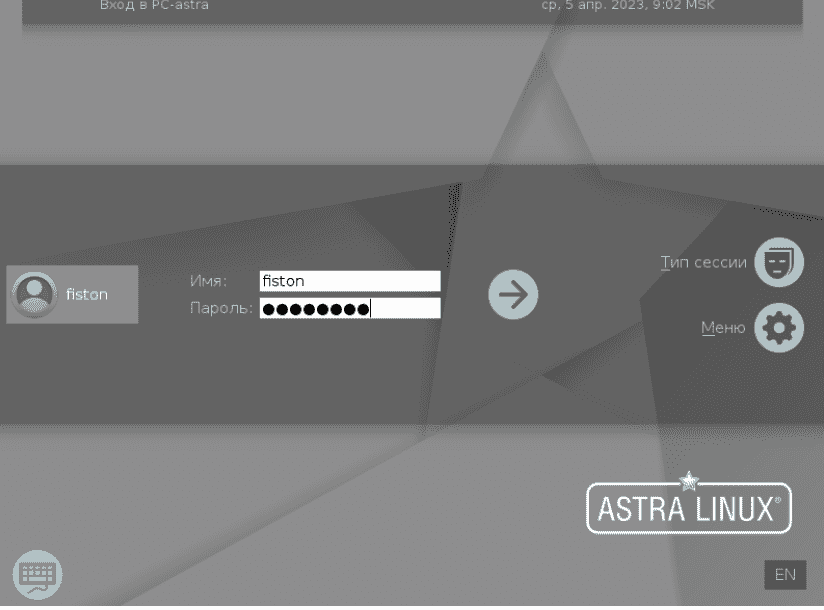 Вход в PC-astra
ср, 5 апр. 2023, 9:02 MSK
Тип сессии
fiston
Имя: fiston
Пароль: ●●●●●●●●
Меню
ASTRA LINUX®
EN